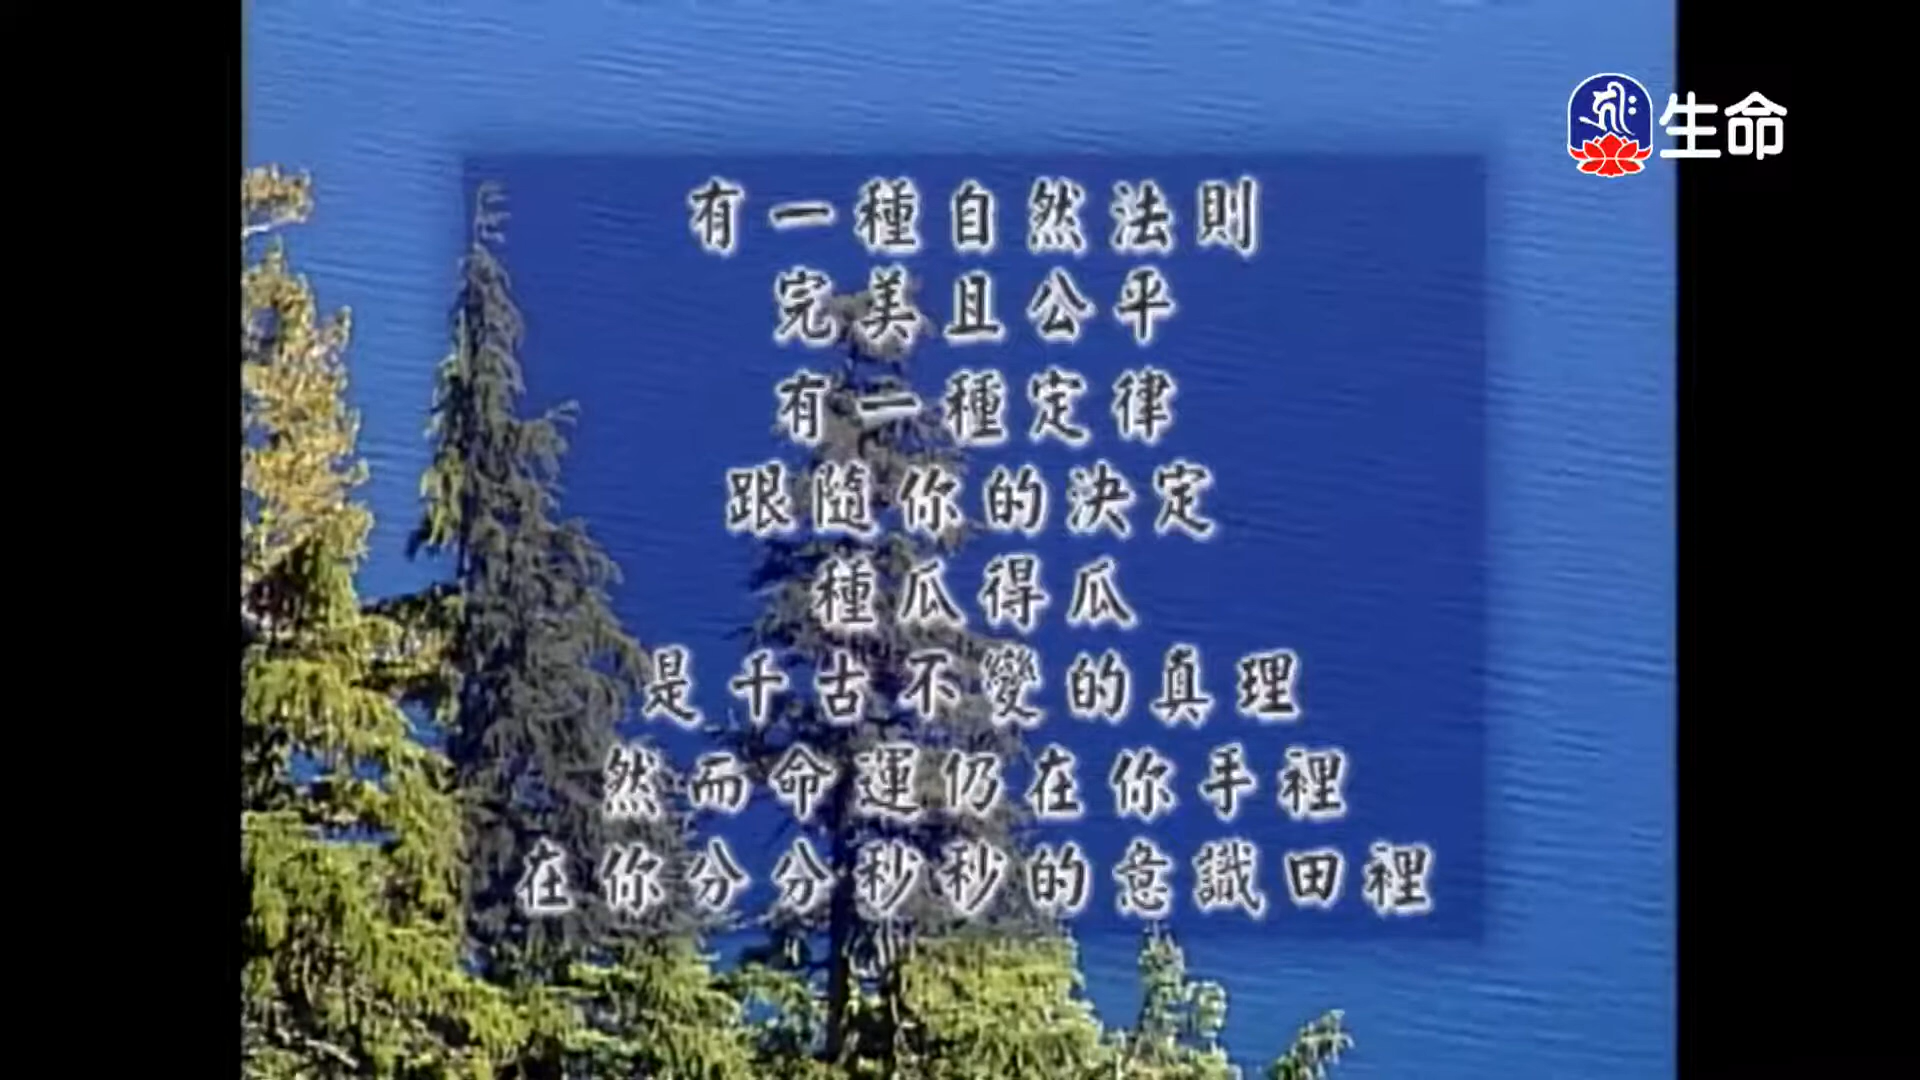 生命
有一種自然法則
完美且公平
有一種定律
跟隨你的決定
種瓜得瓜
是千古不變的真理
然而命運仍在你手裡
在你分分秒秒的意識田裡